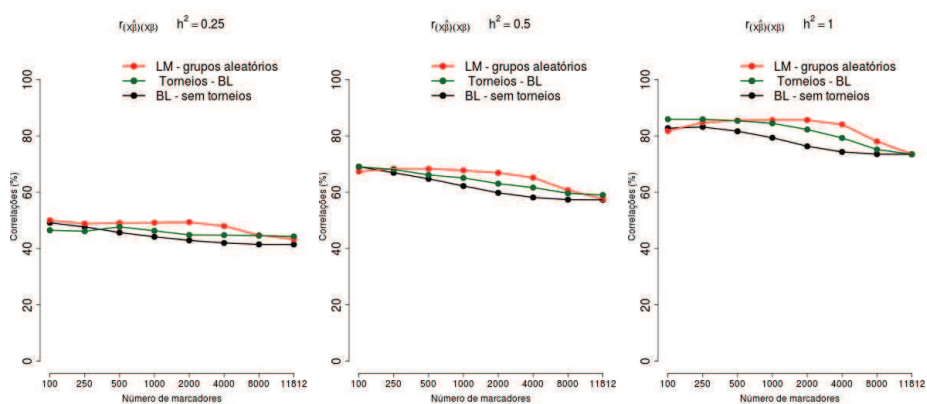 r(Xβ̂)(Xβ) h² = 0.25
LM - grupos aleatórios
Torneios - BL
BL - sem torneios
Correlações (%)
0 20 40 60 80 100
100 250 500 1000 2000 4000 8000 11812
Número de marcadores
r(Xβ̂)(Xβ) h² = 0.5
LM - grupos aleatórios
Torneios - BL
BL - sem torneios
Correlações (%)
0 20 40 60 80 100
100 250 500 1000 2000 4000 8000 11812
Número de marcadores
r(Xβ̂)(Xβ) h² = 1
LM - grupos aleatórios
Torneios - BL
BL - sem torneios
Correlações (%)
0 20 40 60 80 100
100 250 500 1000 2000 4000 8000 11812
Número de marcadores